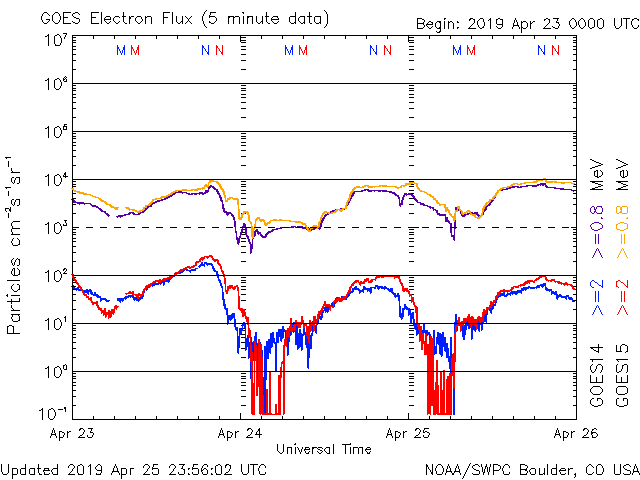 GOES Electron Flux (5 minute data)
Begin: 2019 Apr 23 0000 UTC
M M N N M M N N M M N N
10⁷
10⁶
10⁵
10⁴
10³
10²
10¹
10⁰
10⁻¹
Particles cm⁻²s⁻¹sr⁻¹
Apr 23 Apr 24 Apr 25 Apr 26
Universal Time
GOES14 >=2 >=0.8 MeV
GOES15 >=2 >=0.8 MeV
Updated 2019 Apr 25 23:56:02 UTC
NOAA/SWPC Boulder, CO USA